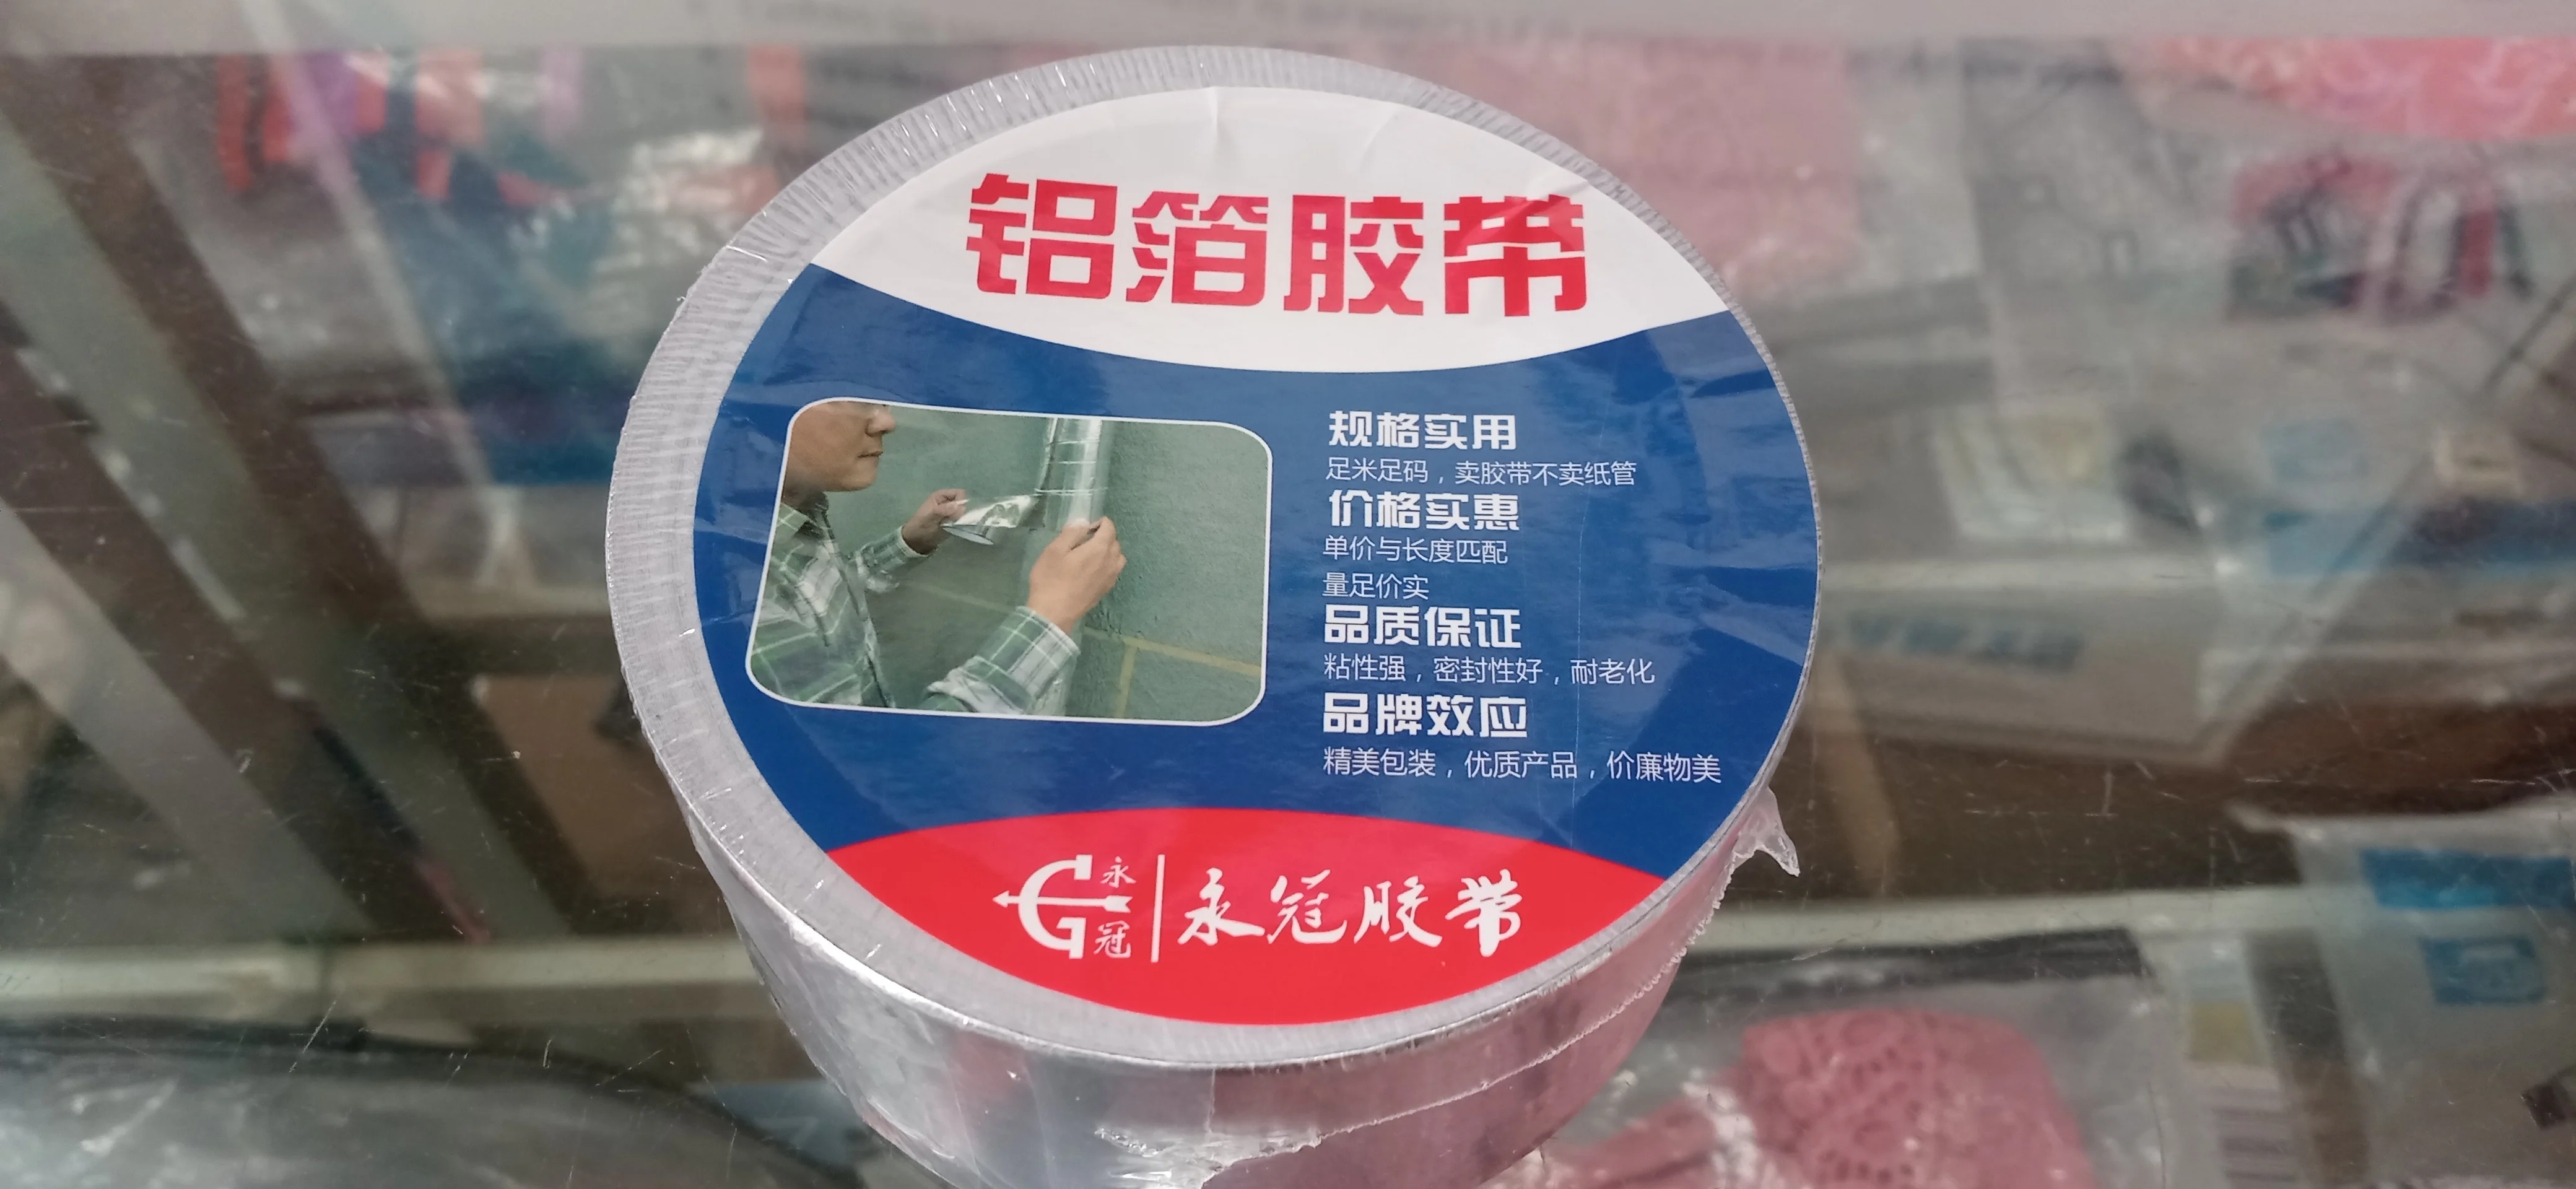 铝箔胶带
规格实用
足米足码，卖胶带不卖纸管
价格实惠
单价与长度匹配
量足价实
品质保证
粘性强，密封性好，耐老化
品牌效应
精美包装，优质产品，价廉物美
永冠
永冠胶带